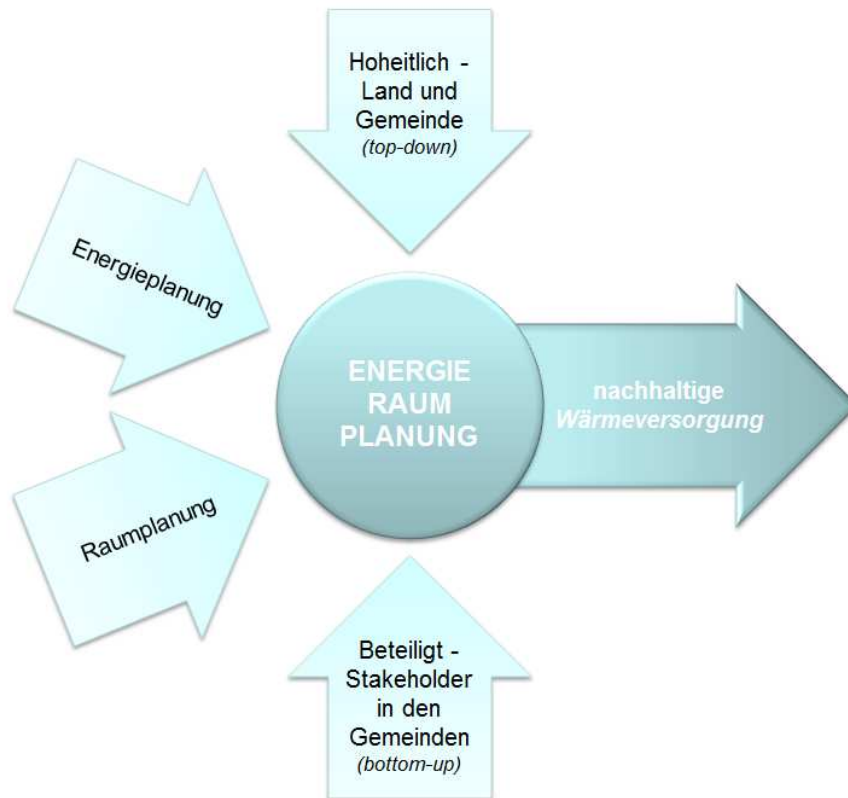 Hoheitlich -
Land und
Gemeinde
(top-down)
Energieplanung
ENERGIE
RAUM
PLANUNG
nachhaltige
Wärmeversorgung
Raumplanung
Beteiligt -
Stakeholder
in den
Gemeinden
(bottom-up)